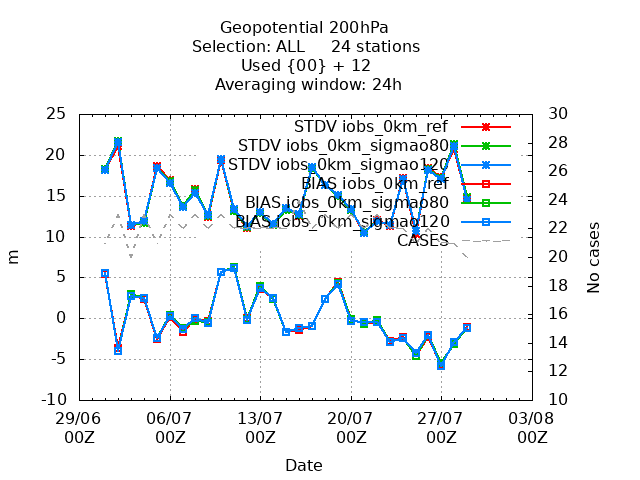 Geopotential 200hPa
Selection: ALL     24 stations
Used {00} + 12
Averaging window: 24h
STDV iobs_0km_ref
STDV iobs_0km_sigmao80
STDV iobs_0km_sigmao120
BIAS iobs_0km_ref
BIAS iobs_0km_sigmao80
BIAS iobs_0km_sigmao120
CASES
25
20
15
10
5
0
-5
-10
m
30
28
26
24
22
20
18
16
14
12
10
No cases
29/06 06/07 13/07 20/07 27/07 03/08
00Z 00Z 00Z 00Z 00Z 00Z
Date